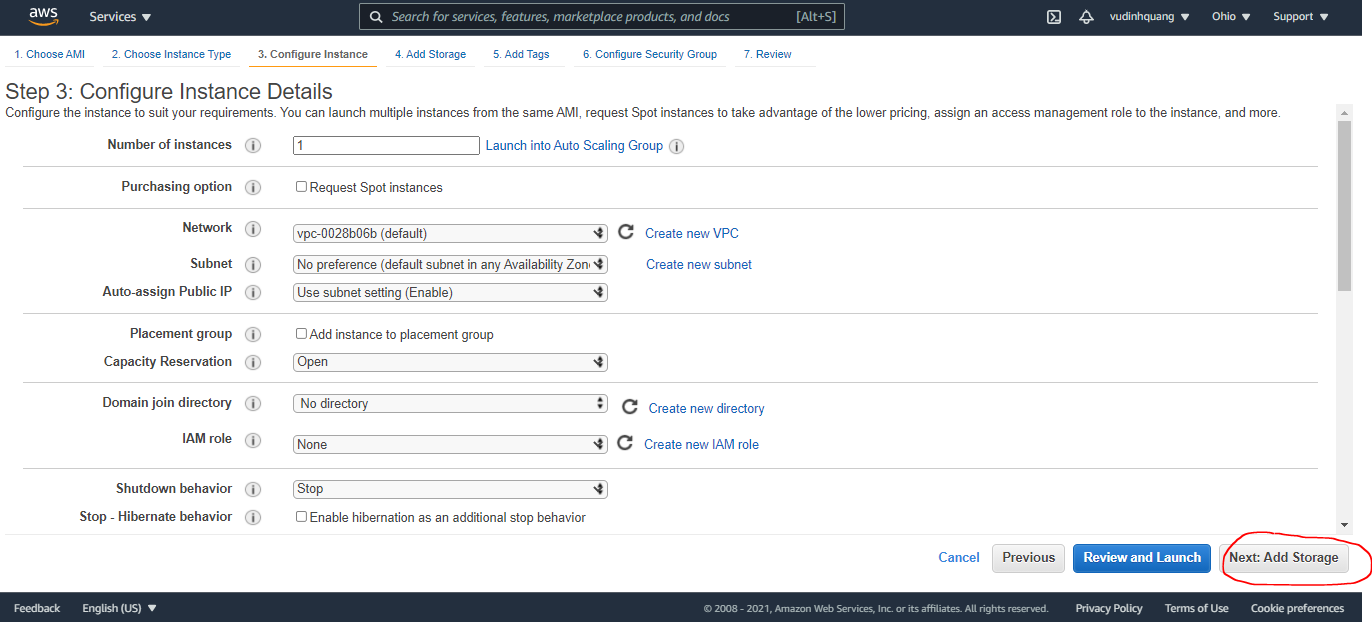 aws Services Search for services, features, marketplace products, and docs [Alt+S] vudinhquang Ohio Support
1. Choose AMI 2. Choose Instance Type 3. Configure Instance 4. Add Storage 5. Add Tags 6. Configure Security Group 7. Review
Step 3: Configure Instance Details
Configure the instance to suit your requirements. You can launch multiple instances from the same AMI, request Spot instances to take advantage of the lower pricing, assign an access management role to the instance, and more.
Number of instances i 1 Launch into Auto Scaling Group i
Purchasing option i Request Spot instances
Network i vpc-0028b06b (default) Create new VPC
Subnet i No preference (default subnet in any Availability Zon Create new subnet
Auto-assign Public IP i Use subnet setting (Enable)
Placement group i Add instance to placement group
Capacity Reservation i Open
Domain join directory i No directory Create new directory
IAM role i None Create new IAM role
Shutdown behavior i Stop
Stop - Hibernate behavior i Enable hibernation as an additional stop behavior
Cancel Previous Review and Launch Next: Add Storage
Feedback English (US) © 2008 - 2021, Amazon Web Services, Inc. or its affiliates. All rights reserved. Privacy Policy Terms of Use Cookie preferences